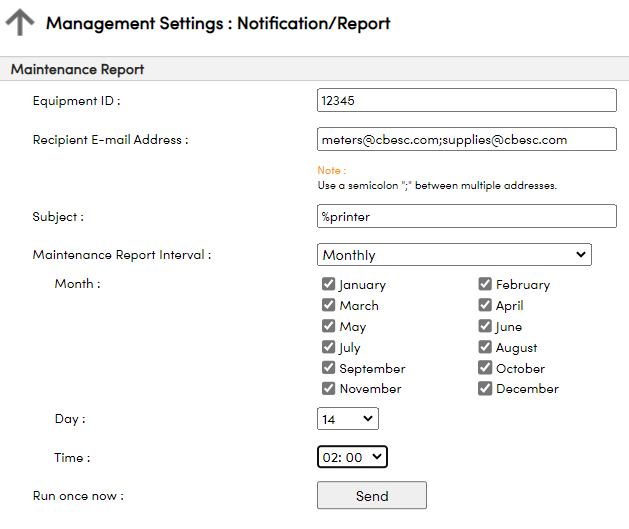 Management Settings : Notification/Report
Maintenance Report
Equipment ID : 12345
Recipient E-mail Address : meters@cbesc.com;supplies@cbesc.com
Note :
Use a semicolon ";" between multiple addresses.
Subject : %printer
Maintenance Report Interval : Monthly
Month : January February
March April
May June
July August
September October
November December
Day : 14
Time : 02: 00
Run once now : Send